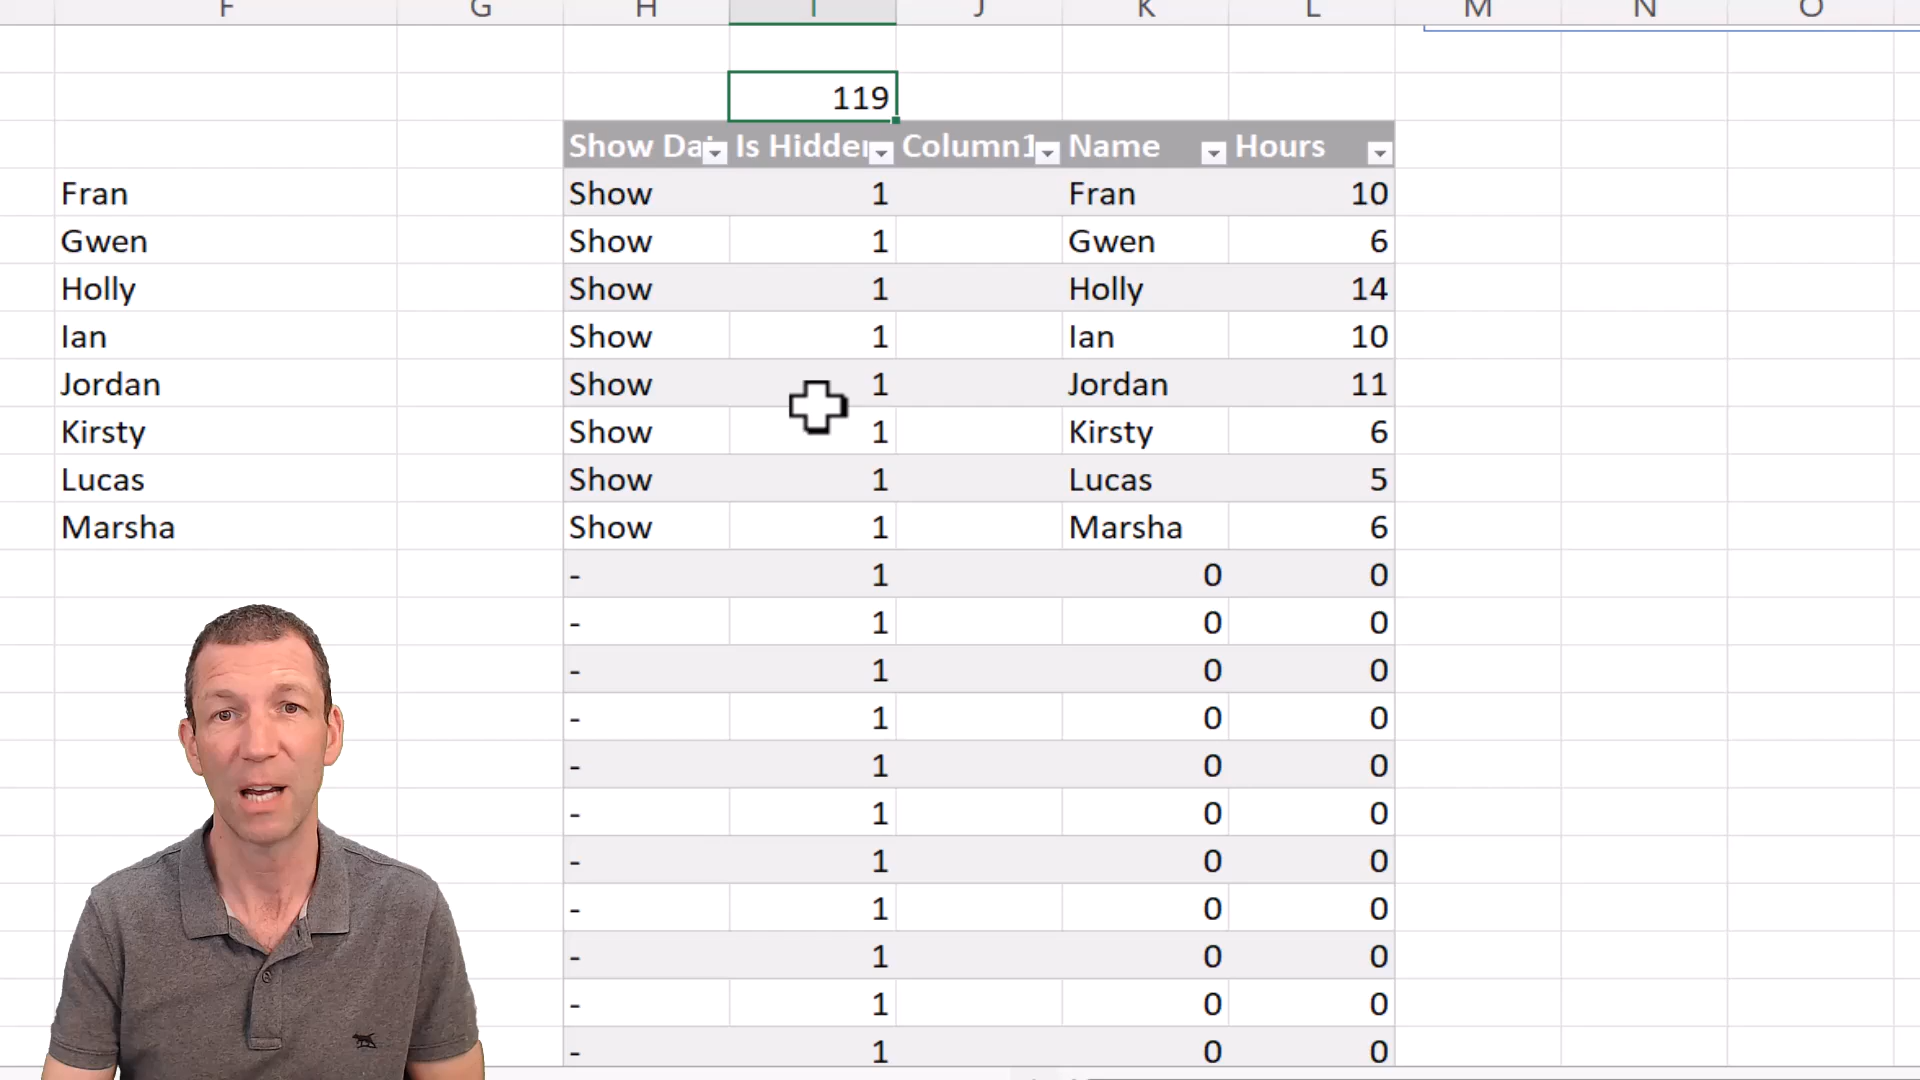 F G H I J K L M N O
119
Show Da Is Hidden Column1 Name Hours
Fran Show 1 Fran 10
Gwen Show 1 Gwen 6
Holly Show 1 Holly 14
Ian Show 1 Ian 10
Jordan Show 1 Jordan 11
Kirsty Show 1 Kirsty 6
Lucas Show 1 Lucas 5
Marsha Show 1 Marsha 6
- 1 0 0
- 1 0 0
- 1 0 0
- 1 0 0
- 1 0 0
- 1 0 0
- 1 0 0
- 1 0 0
- 1 0 0
- 1 0 0
- 1 0 0